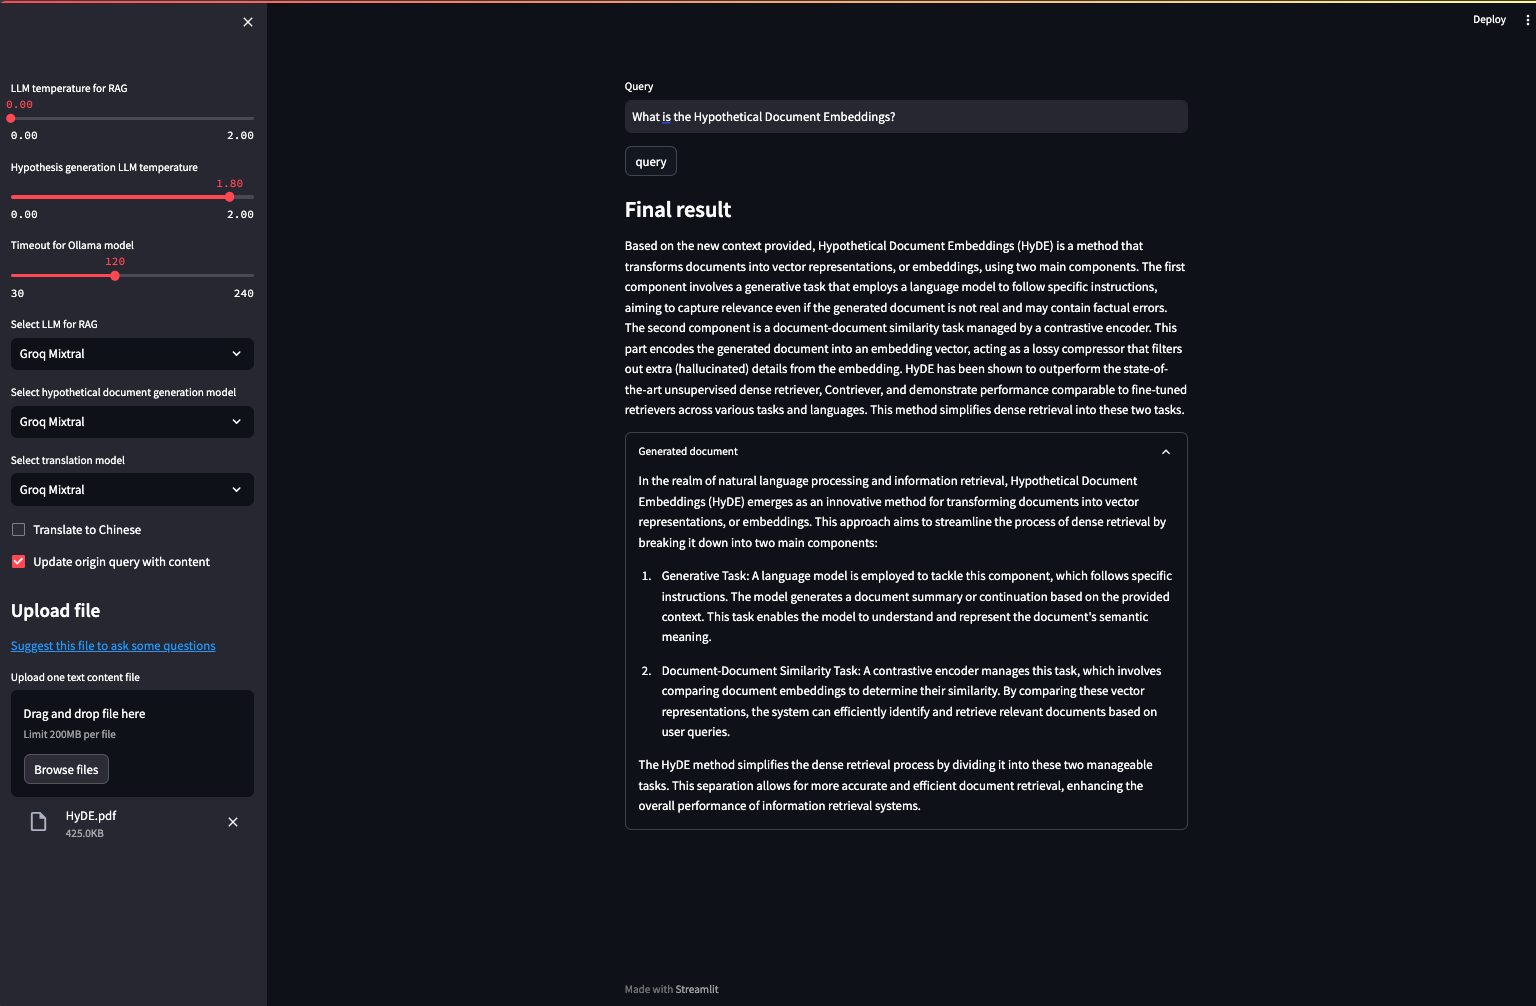 Deploy
LLM temperature for RAG
0.00
0.00
2.00
Hypothesis generation LLM temperature
1.80
0.00
2.00
Timeout for Ollama model
120
30
240
Select LLM for RAG
Groq Mixtral
Select hypothetical document generation model
Groq Mixtral
Select translation model
Groq Mixtral
Translate to Chinese
Update origin query with content
Upload file
Suggest this file to ask some questions
Upload one text content file
Drag and drop file here
Limit 200MB per file
Browse files
HyDE.pdf
425.0KB
Query
What is the Hypothetical Document Embeddings?
query
Final result
Based on the new context provided, Hypothetical Document Embeddings (HyDE) is a method that
transforms documents into vector representations, or embeddings, using two main components. The first
component involves a generative task that employs a language model to follow specific instructions,
aiming to capture relevance even if the generated document is not real and may contain factual errors.
The second component is a document-document similarity task managed by a contrastive encoder. This
part encodes the generated document into an embedding vector, acting as a lossy compressor that filters
out extra (hallucinated) details from the embedding. HyDE has been shown to outperform the state-of-
the-art unsupervised dense retriever, Contriever, and demonstrate performance comparable to fine-tuned
retrievers across various tasks and languages. This method simplifies dense retrieval into these two tasks.
Generated document
In the realm of natural language processing and information retrieval, Hypothetical Document
Embeddings (HyDE) emerges as an innovative method for transforming documents into vector
representations, or embeddings. This approach aims to streamline the process of dense retrieval by
breaking it down into two main components:
1. Generative Task: A language model is employed to tackle this component, which follows specific
instructions. The model generates a document summary or continuation based on the provided
context. This task enables the model to understand and represent the document's semantic
meaning.
2. Document-Document Similarity Task: A contrastive encoder manages this task, which involves
comparing document embeddings to determine their similarity. By comparing these vector
representations, the system can efficiently identify and retrieve relevant documents based on
user queries.
The HyDE method simplifies the dense retrieval process by dividing it into these two manageable
tasks. This separation allows for more accurate and efficient document retrieval, enhancing the
overall performance of information retrieval systems.
Made with Streamlit